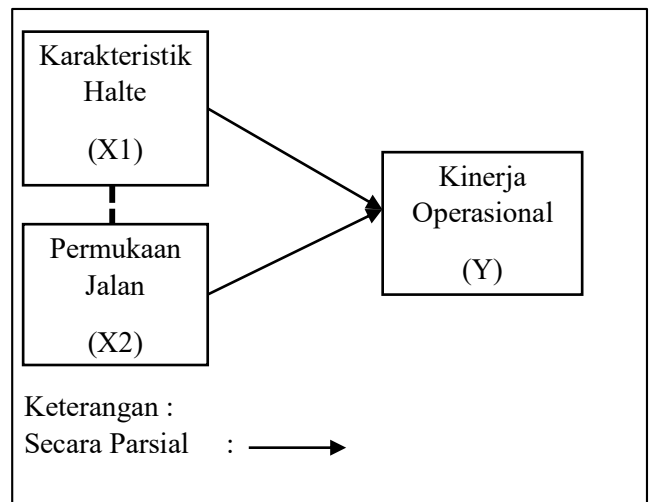 Karakteristik
Halte
(X1)
Permukaan
Jalan
(X2)
Kinerja
Operasional
(Y)
Keterangan :
Secara Parsial :